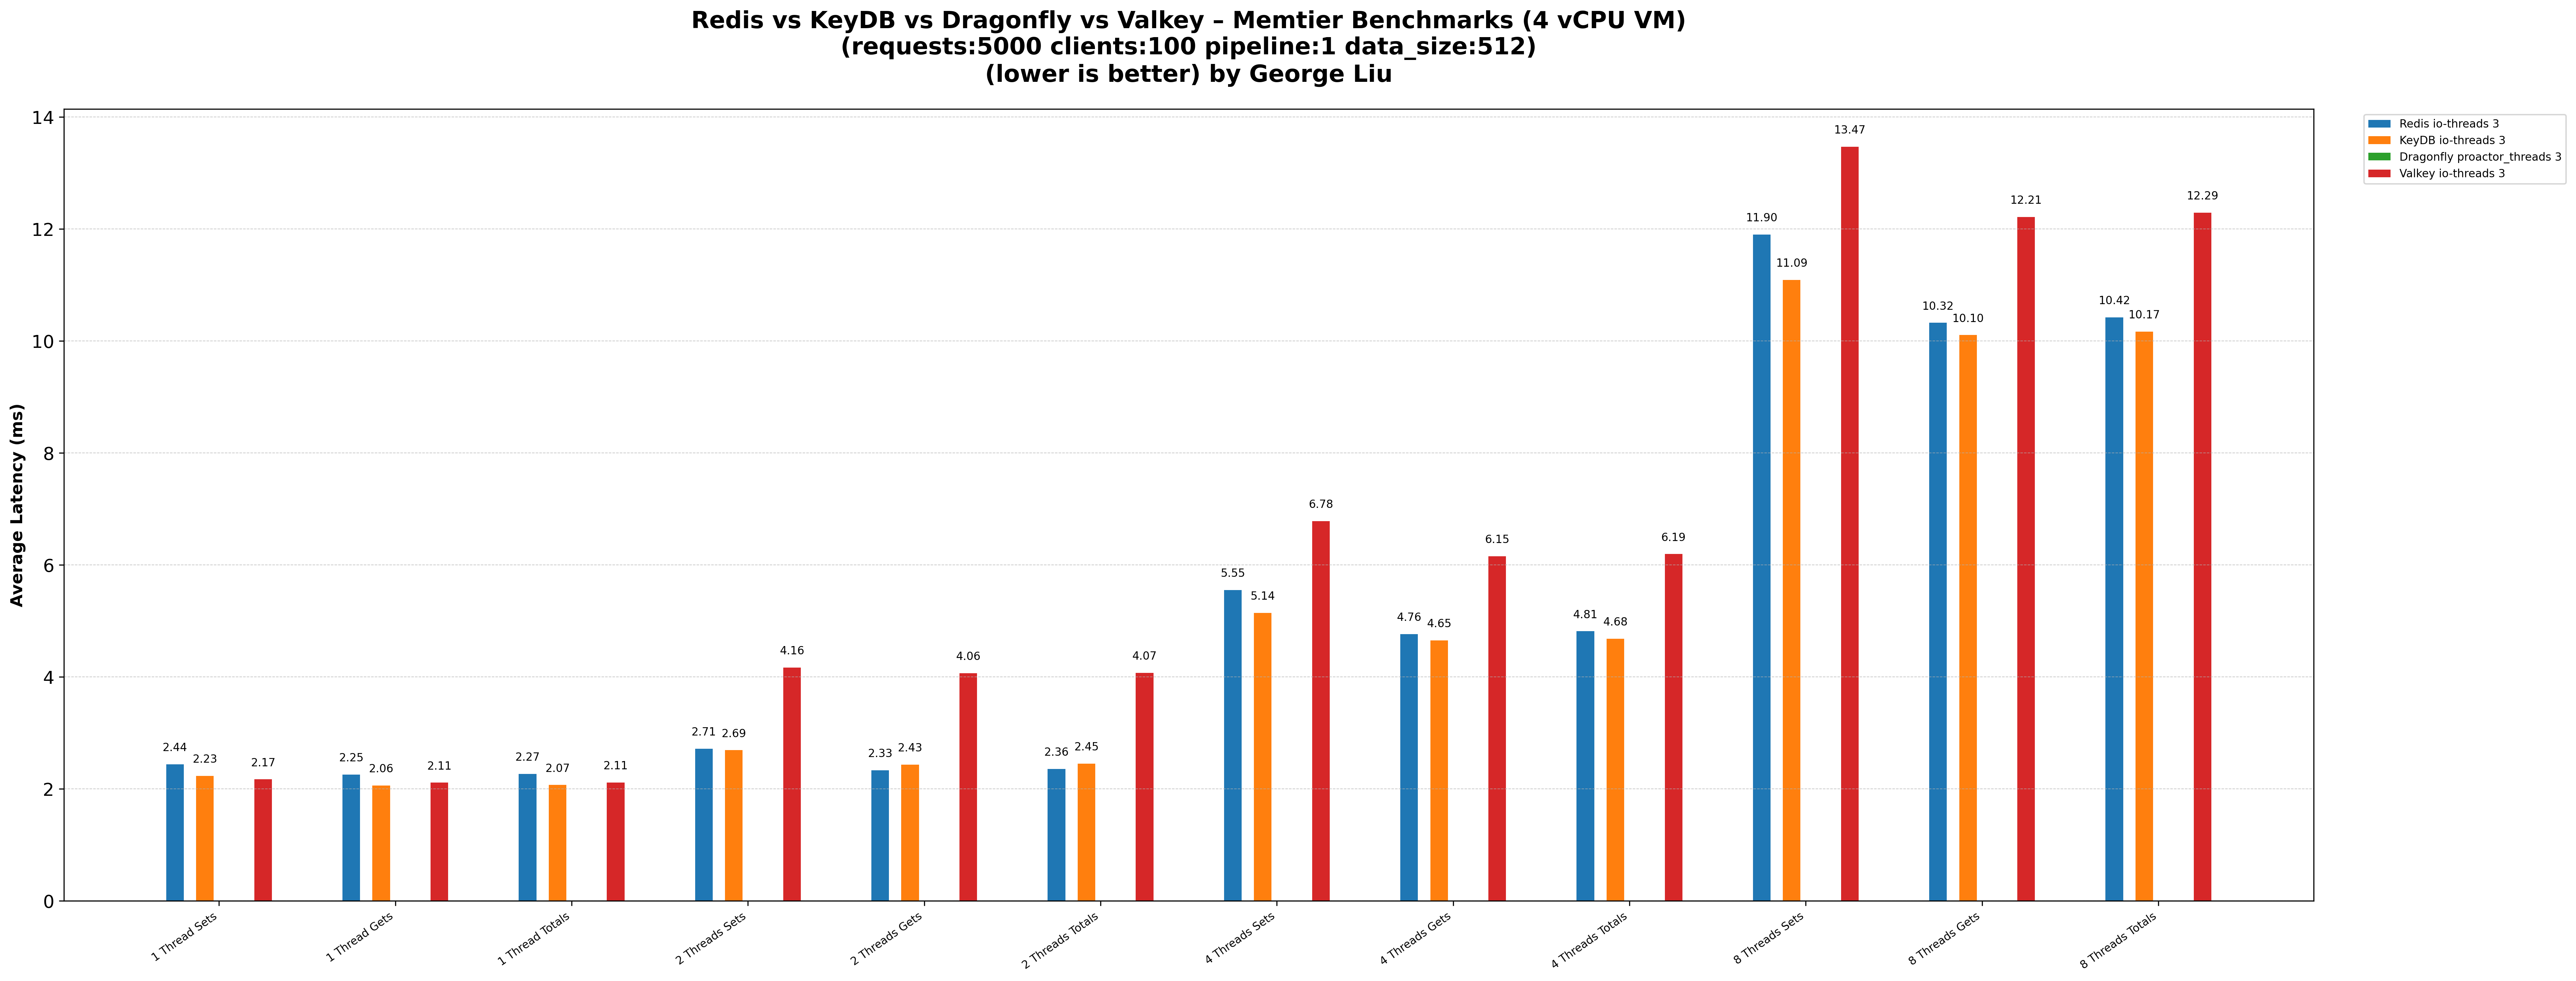 Redis vs KeyDB vs Dragonfly vs Valkey – Memtier Benchmarks (4 vCPU VM)
(requests:5000 clients:100 pipeline:1 data_size:512)
(lower is better) by George Liu
Average Latency (ms)
14
12
10
8
6
4
2
0
2.44
2.23
2.17
2.25
2.06
2.11
2.27
2.07
2.11
2.71
2.69
4.16
2.33
2.43
4.06
2.36
2.45
4.07
5.55
5.14
6.78
4.76
4.65
6.15
4.81
4.68
6.19
11.90
11.09
13.47
10.32
10.10
12.21
10.42
10.17
12.29
1 Thread Sets
1 Thread Gets
1 Thread Totals
2 Threads Sets
2 Threads Gets
2 Threads Totals
4 Threads Sets
4 Threads Gets
4 Threads Totals
8 Threads Sets
8 Threads Gets
8 Threads Totals
Redis io-threads 3
KeyDB io-threads 3
Dragonfly proactor_threads 3
Valkey io-threads 3